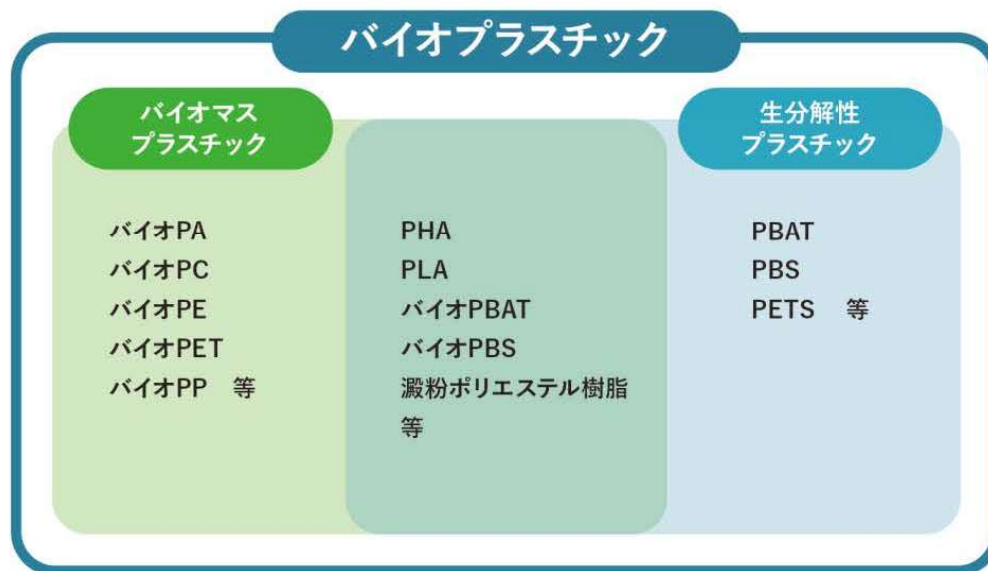 バイオプラスチック
バイオマス
プラスチック
バイオPA
バイオPC
バイオPE
バイオPET
バイオPP　等
PHA
PLA
バイオPBAT
バイオPBS
澱粉ポリエステル樹脂
等
生分解性
プラスチック
PBAT
PBS
PETS　等